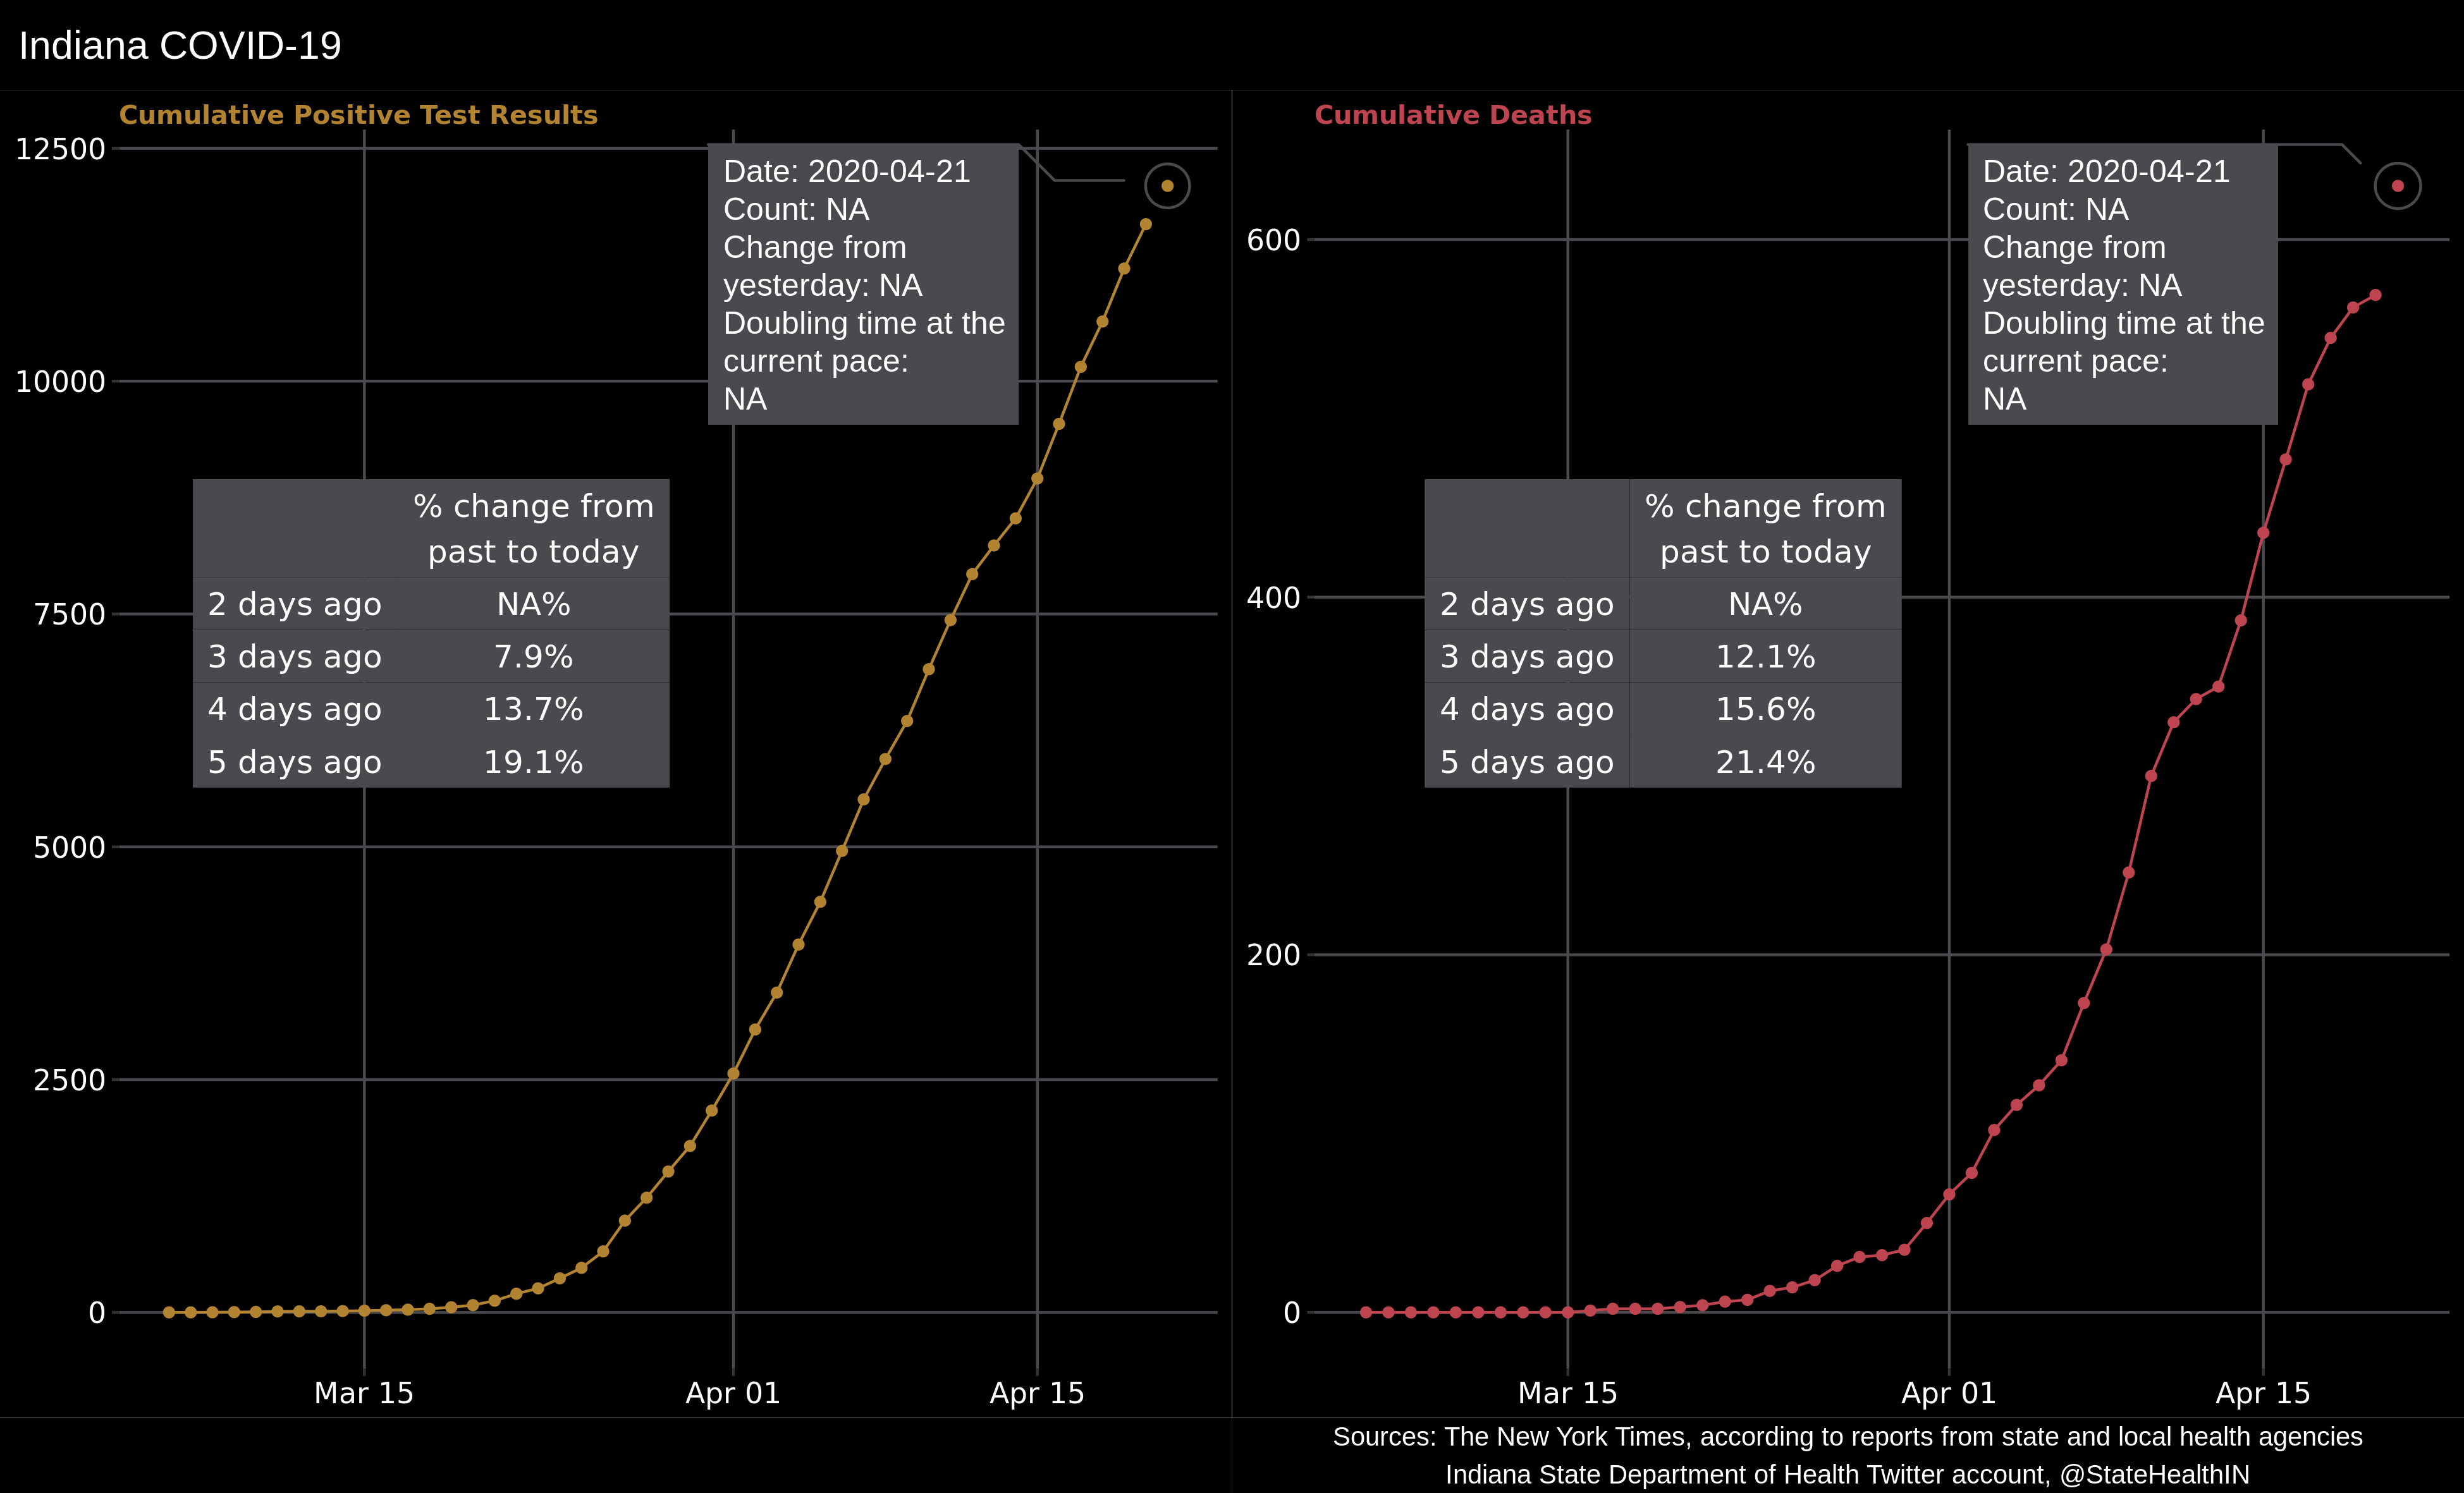 Indiana COVID-19
Cumulative Positive Test Results
12500
10000
7500
5000
2500
0
Mar 15
Apr 01
Apr 15
Date: 2020-04-21
Count: NA
Change from
yesterday: NA
Doubling time at the
current pace:
NA
% change from
past to today
2 days ago NA%
3 days ago 7.9%
4 days ago 13.7%
5 days ago 19.1%
Cumulative Deaths
600
400
200
0
Mar 15
Apr 01
Apr 15
Date: 2020-04-21
Count: NA
Change from
yesterday: NA
Doubling time at the
current pace:
NA
% change from
past to today
2 days ago NA%
3 days ago 12.1%
4 days ago 15.6%
5 days ago 21.4%
Sources: The New York Times, according to reports from state and local health agencies
Indiana State Department of Health Twitter account, @StateHealthIN